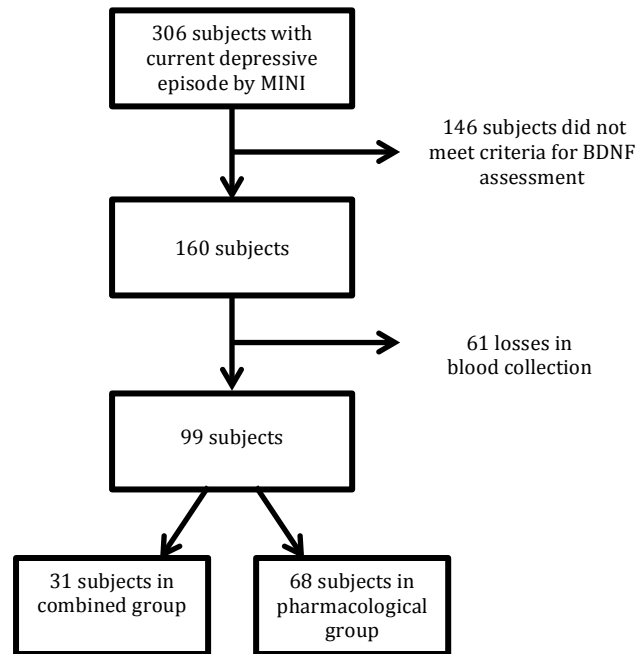 306 subjects with
current depressive
episode by MINI
146 subjects did not
meet criteria for BDNF
assessment
160 subjects
61 losses in
blood collection
99 subjects
31 subjects in
combined group
68 subjects in
pharmacological
group